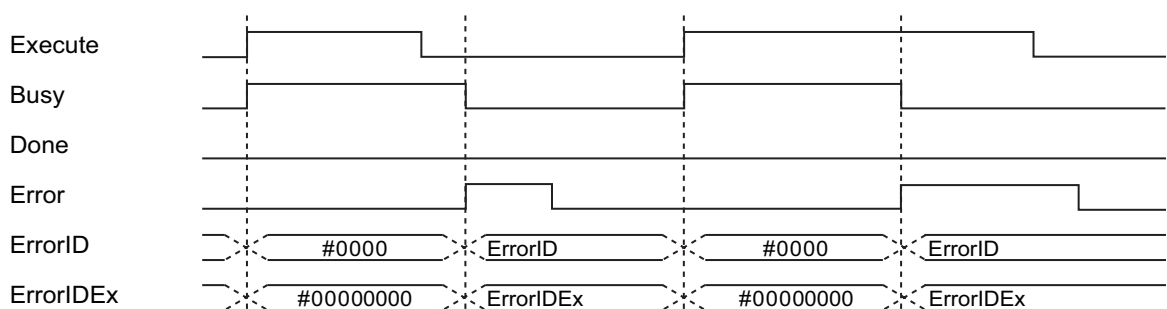 Execute
Busy
Done
Error
ErrorID #0000 ErrorID #0000 ErrorID
ErrorIDEx #00000000 ErrorIDEx #00000000 ErrorIDEx